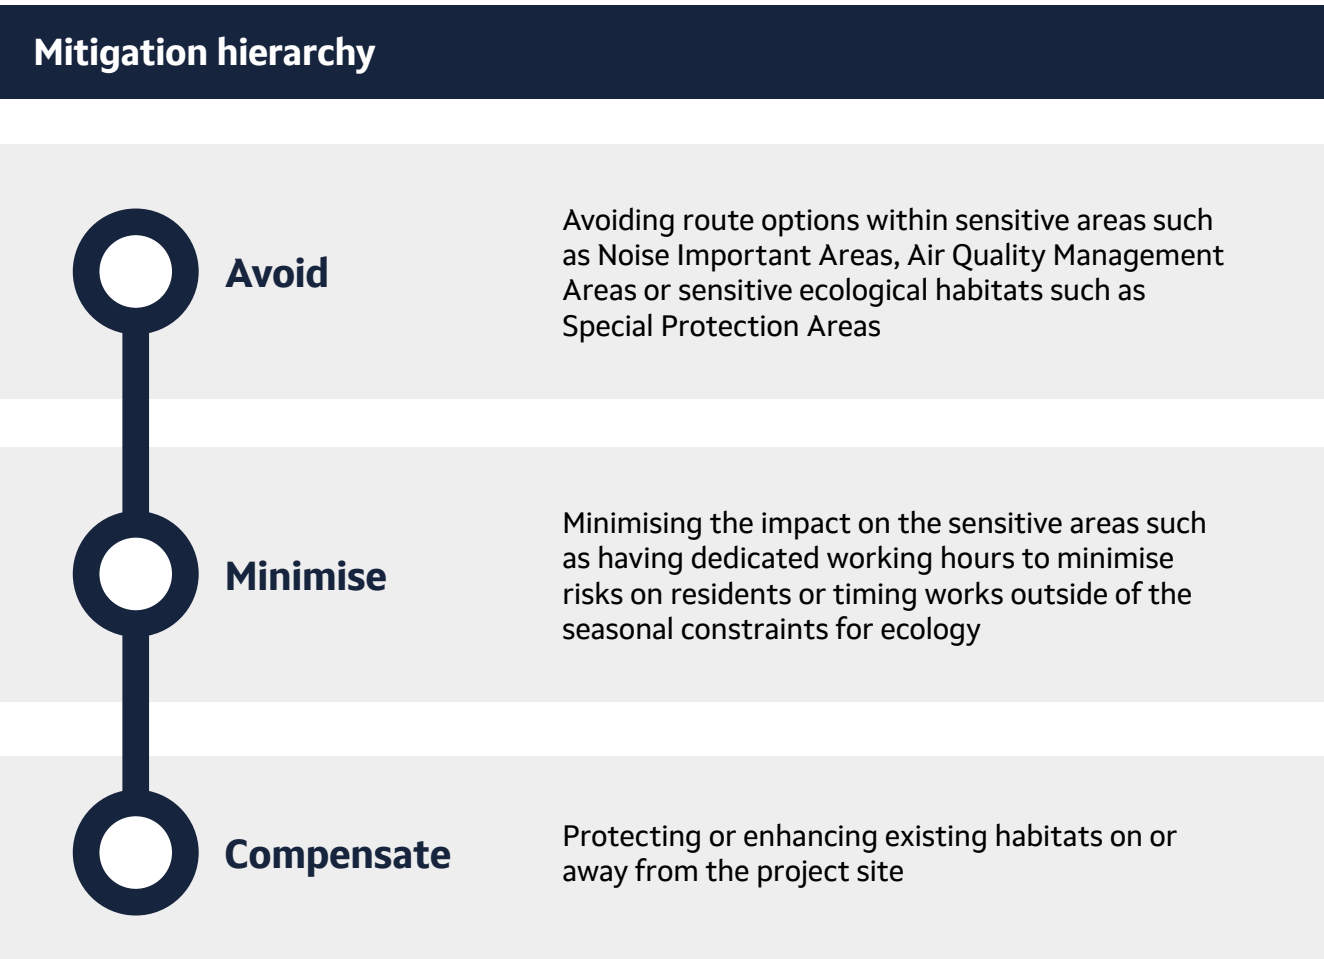 Mitigation hierarchy
Avoid
Avoiding route options within sensitive areas such
as Noise Important Areas, Air Quality Management
Areas or sensitive ecological habitats such as
Special Protection Areas
Minimise
Minimising the impact on the sensitive areas such
as having dedicated working hours to minimise
risks on residents or timing works outside of the
seasonal constraints for ecology
Compensate
Protecting or enhancing existing habitats on or
away from the project site